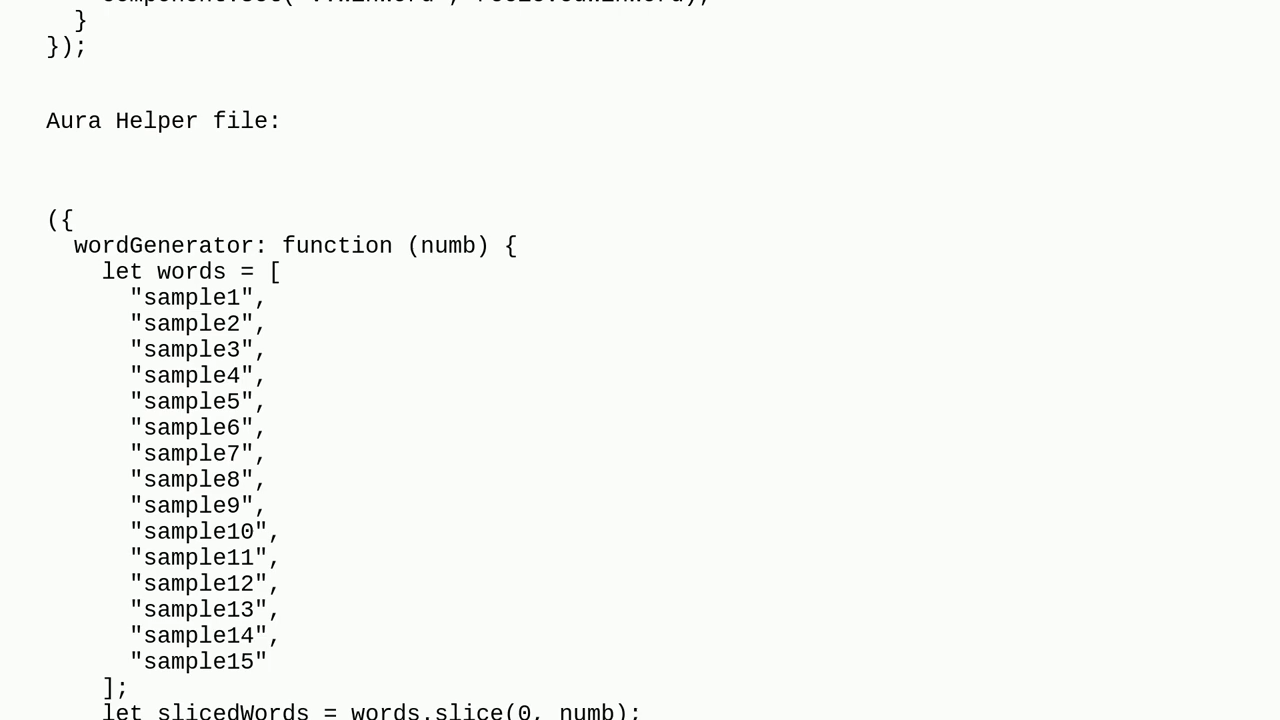 }
});
Aura Helper file:
({
wordGenerator: function (numb) {
let words = [
"sample1",
"sample2",
"sample3",
"sample4",
"sample5",
"sample6",
"sample7",
"sample8",
"sample9",
"sample10",
"sample11",
"sample12",
"sample13",
"sample14",
"sample15"
];
let slicedWords = words.slice(0, numb);